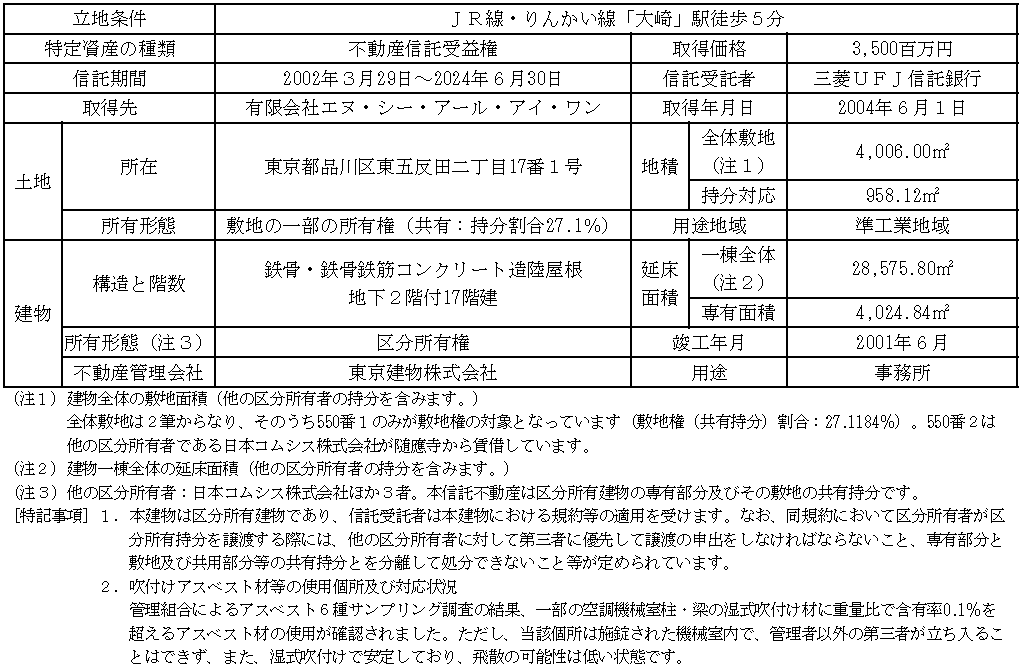 立地条件 ＪＲ線・りんかい線「大崎」駅徒歩５分
特定資産の種類 不動産信託受益権 取得価格 3,500百万円
信託期間 2002年３月29日～2024年６月30日 信託受託者 三菱ＵＦＪ信託銀行
取得先 有限会社エヌ・シー・アール・アイ・ワン 取得年月日 2004年６月１日
土地 所在 東京都品川区東五反田二丁目17番１号 地積 全体敷地
（注１） 4,006.00㎡
持分対応 958.12㎡
所有形態 敷地の一部の所有権（共有：持分割合27.1%） 用途地域 準工業地域
建物 構造と階数 鉄骨・鉄骨鉄筋コンクリート造陸屋根
地下２階付17階建 延床
面積 一棟全体
（注２） 28,575.80㎡
専有面積 4,024.84㎡
所有形態（注３） 区分所有権 竣工年月 2001年６月
不動産管理会社 東京建物株式会社 用途 事務所
（注１）建物全体の敷地面積（他の区分所有者の持分を含みます。）
全体敷地は２筆からなり、そのうち550番１のみが敷地権の対象となっています（敷地権（共有持分）割合：27.1184%）。550番２は
他の区分所有者である日本コムシス株式会社が随應寺から賃借しています。
（注２）建物一棟全体の延床面積（他の区分所有者の持分を含みます。）
（注３）他の区分所有者：日本コムシス株式会社ほか３者。本信託不動産は区分所有建物の専有部分及びその敷地の共有持分です。
[特記事項] １．本建物は区分所有建物であり、信託受託者は本建物における規約等の適用を受けます。なお、同規約において区分所有者が区
分所有持分を譲渡する際には、他の区分所有者に対して第三者に優先して譲渡の申出をしなければならないこと、専有部分と
敷地及び共用部分等の共有持分とを分離して処分できないこと等が定められています。
２．吹付けアスベスト材等の使用個所及び対応状況
管理組合によるアスベスト６種サンプリング調査の結果、一部の空調機械室柱・梁の湿式吹付け材に重量比で含有率0.1%を
超えるアスベスト材の使用が確認されました。ただし、当該個所は施錠された機械室内で、管理者以外の第三者が立ち入るこ
とはできず、また、湿式吹付けで安定しており、飛散の可能性は低い状態です。